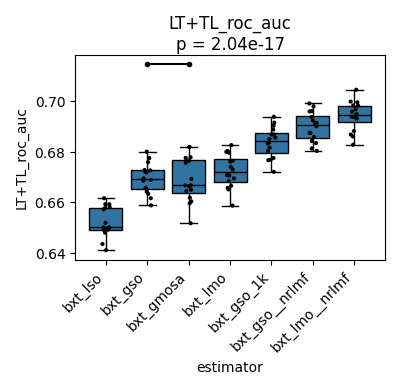 LT+TL_roc_auc
p = 2.04e-17
LT+TL_roc_auc
0.70
0.68
0.66
0.64
bxt_lso
bxt_gso
bxt_gmosa
bxt_lmo
bxt_gso_1k
bxt_gso__nrlmf
bxt_lmo__nrlmf
estimator